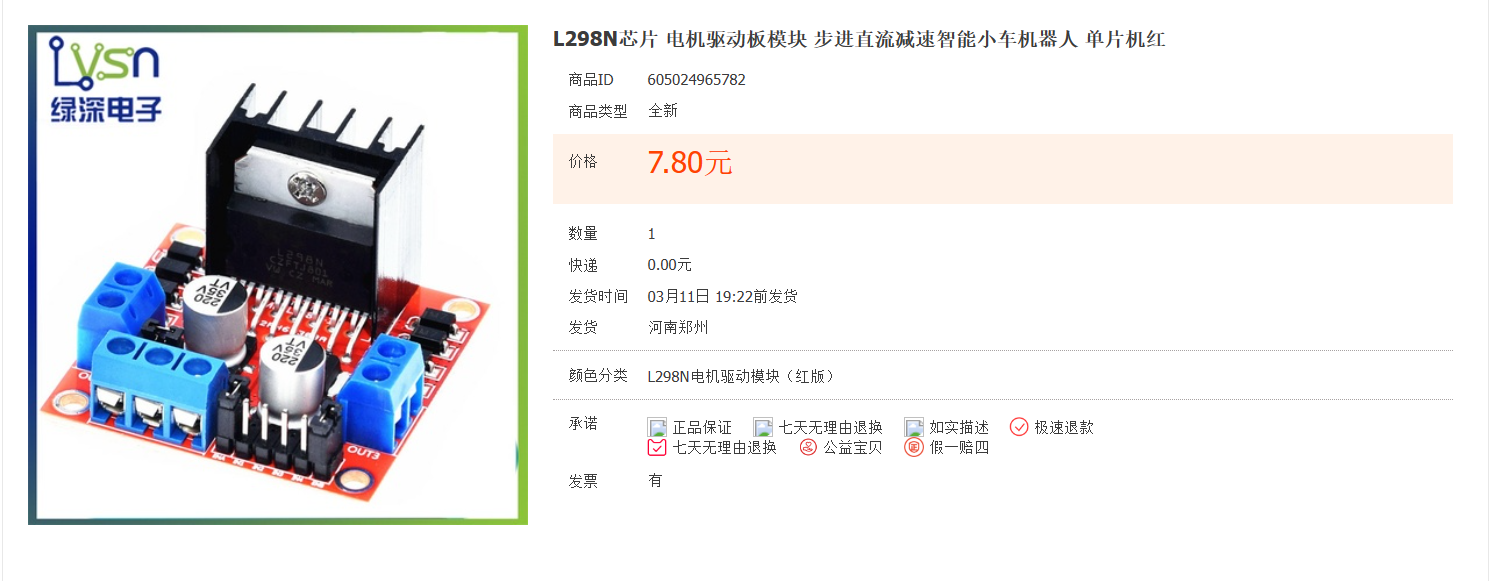 LVSn
绿深电子
L298N
220
35V
VT
220
35V
VT
OUT3
L298N芯片 电机驱动板模块 步进直流减速智能小车机器人 单片机红
商品ID 605024965782
商品类型 全新
价格 7.80元
数量 1
快递 0.00元
发货时间 03月11日 19:22前发货
发货 河南郑州
颜色分类 L298N电机驱动模块（红版）
承诺 正品保证 七天无理由退换 如实描述 极速退款
七天无理由退换 公益宝贝 假一赔四
发票 有